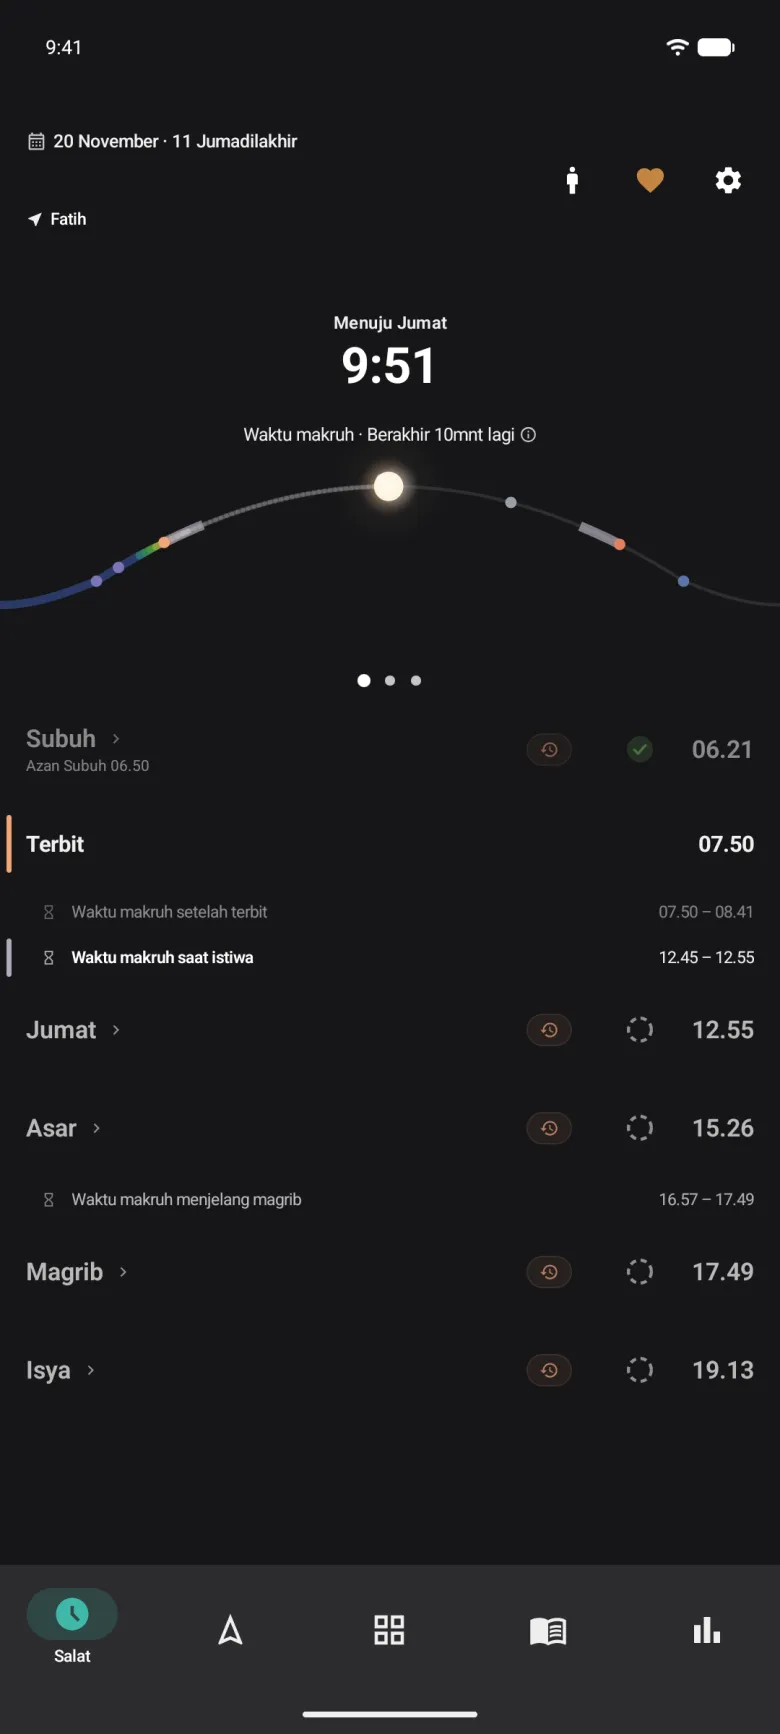 9:41
20 November · 11 Jumadilakhir
Fatih
Menuju Jumat
9:51
Waktu makruh · Berakhir 10mnt lagi
Subuh
06.21
Azan Subuh 06.50
Terbit
07.50
Waktu makruh setelah terbit
07.50 – 08.41
Waktu makruh saat istiwa
12.45 – 12.55
Jumat
12.55
Asar
15.26
Waktu makruh menjelang magrib
16.57 – 17.49
Magrib
17.49
Isya
19.13
Salat